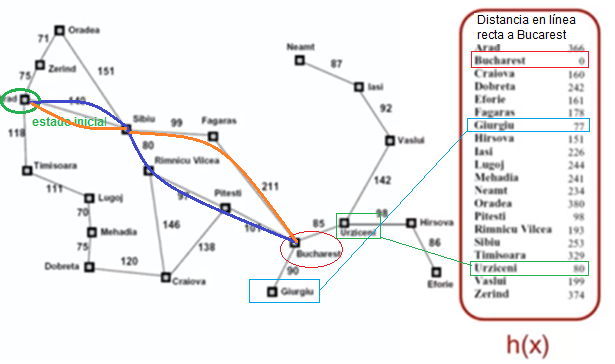 Oradea
71
Zerind
75
151
rad
140
estado inicial
Sibiu
99
Fagaras
118
80
Timisoara
Rimnicu Vilcea
111
97
Pitesti
211
Lugoj
70
146
101
Mehadia
138
75
120
Dobreta
Craiova
Neamt
87
Iasi
92
Vaslui
142
98
85
Urziceni
Hirsova
Bucharest
86
90
Giurgiu
Eforie
Distancia en línea
recta a Bucarest
Arad 366
Bucharest 0
Craiova 160
Dobreta 242
Eforie 161
Fagaras 178
Giurgiu 77
Hirsova 151
Iasi 226
Lugoj 244
Mehadia 241
Neamt 234
Oradea 380
Pitesti 98
Rimnicu Vilcea 193
Sibiu 253
Timisoara 329
Urziceni 80
Vaslui 199
Zerind 374
h(x)